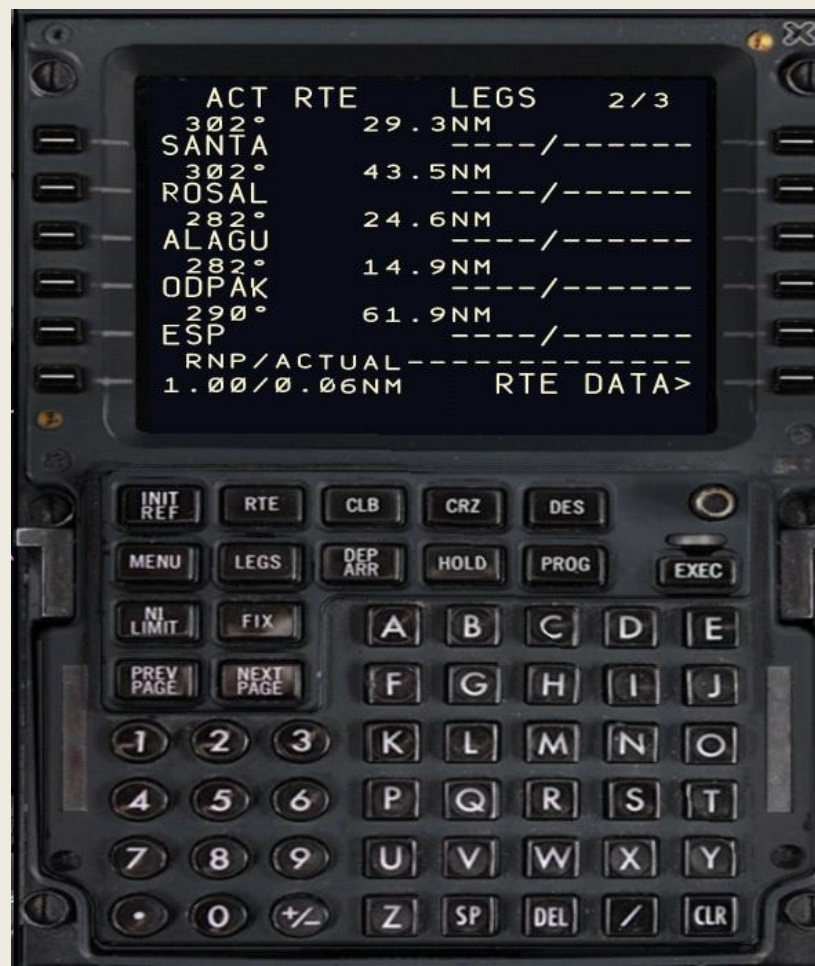 ACT RTE LEGS 2/3
302° 29.3NM
SANTA ----/------
302° 43.5NM
ROSAL ----/------
282° 24.6NM
ALAGU ----/------
282° 14.9NM
ODPAK ----/------
290° 61.9NM
ESP ----/------
RNP/ACTUAL--------------
1.00/0.06NM RTE DATA>
INIT REF RTE CLB CRZ DES
MENU LEGS DEP ARR HOLD PROG EXEC
N1 LIMIT FIX A B C D E
PREV PAGE NEXT PAGE F G H I J
1 2 3 K L M N O
4 5 6 P Q R S T
7 8 9 U V W X Y
. 0 +/- Z SP DEL / CLR